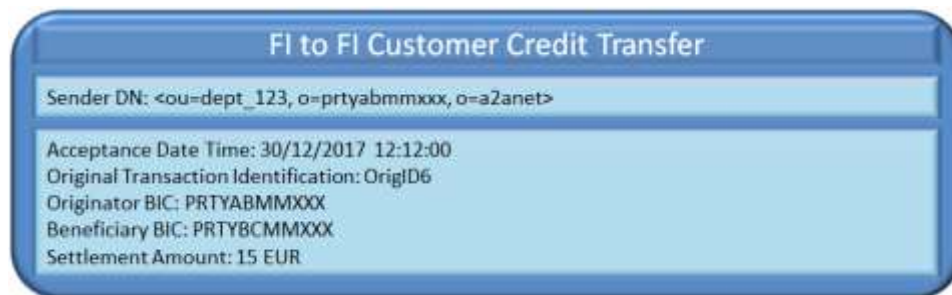 FI to FI Customer Credit Transfer
Sender DN: <ou=dept_123, o=prtyabmmxxx, o=a2anet>
Acceptance Date Time: 30/12/2017 12:12:00
Original Transaction Identification: OrigID6
Originator BIC: PRTYABMMXXX
Beneficiary BIC: PRTYBCMMXXX
Settlement Amount: 15 EUR